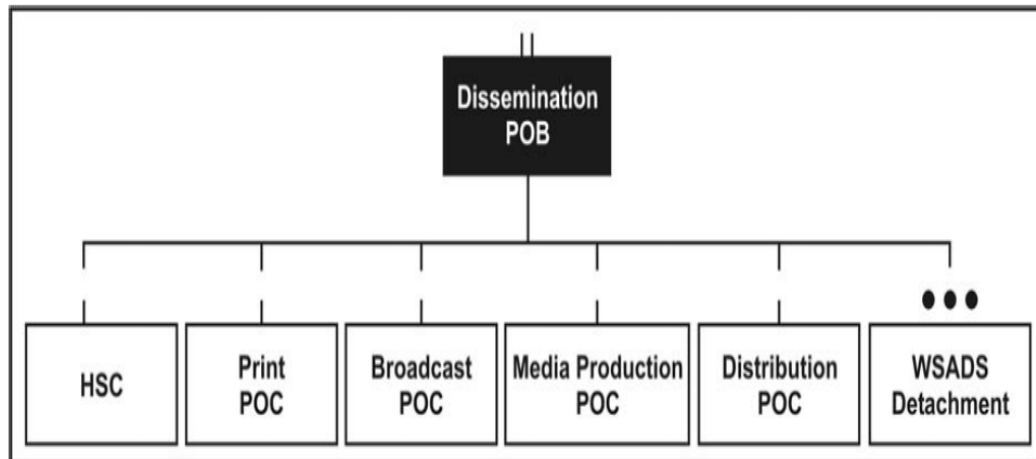 Dissemination
POB
HSC
Print
POC
Broadcast
POC
Media Production
POC
Distribution
POC
WSADS
Detachment